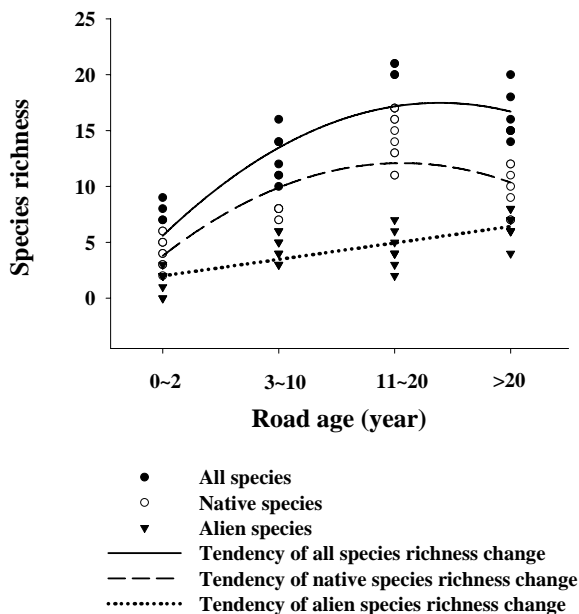 25
20
15
10
5
0
Species richness
0~2 3~10 11~20 >20
Road age (year)
All species
Native species
Alien species
Tendency of all species richness change
Tendency of native species richness change
Tendency of alien species richness change